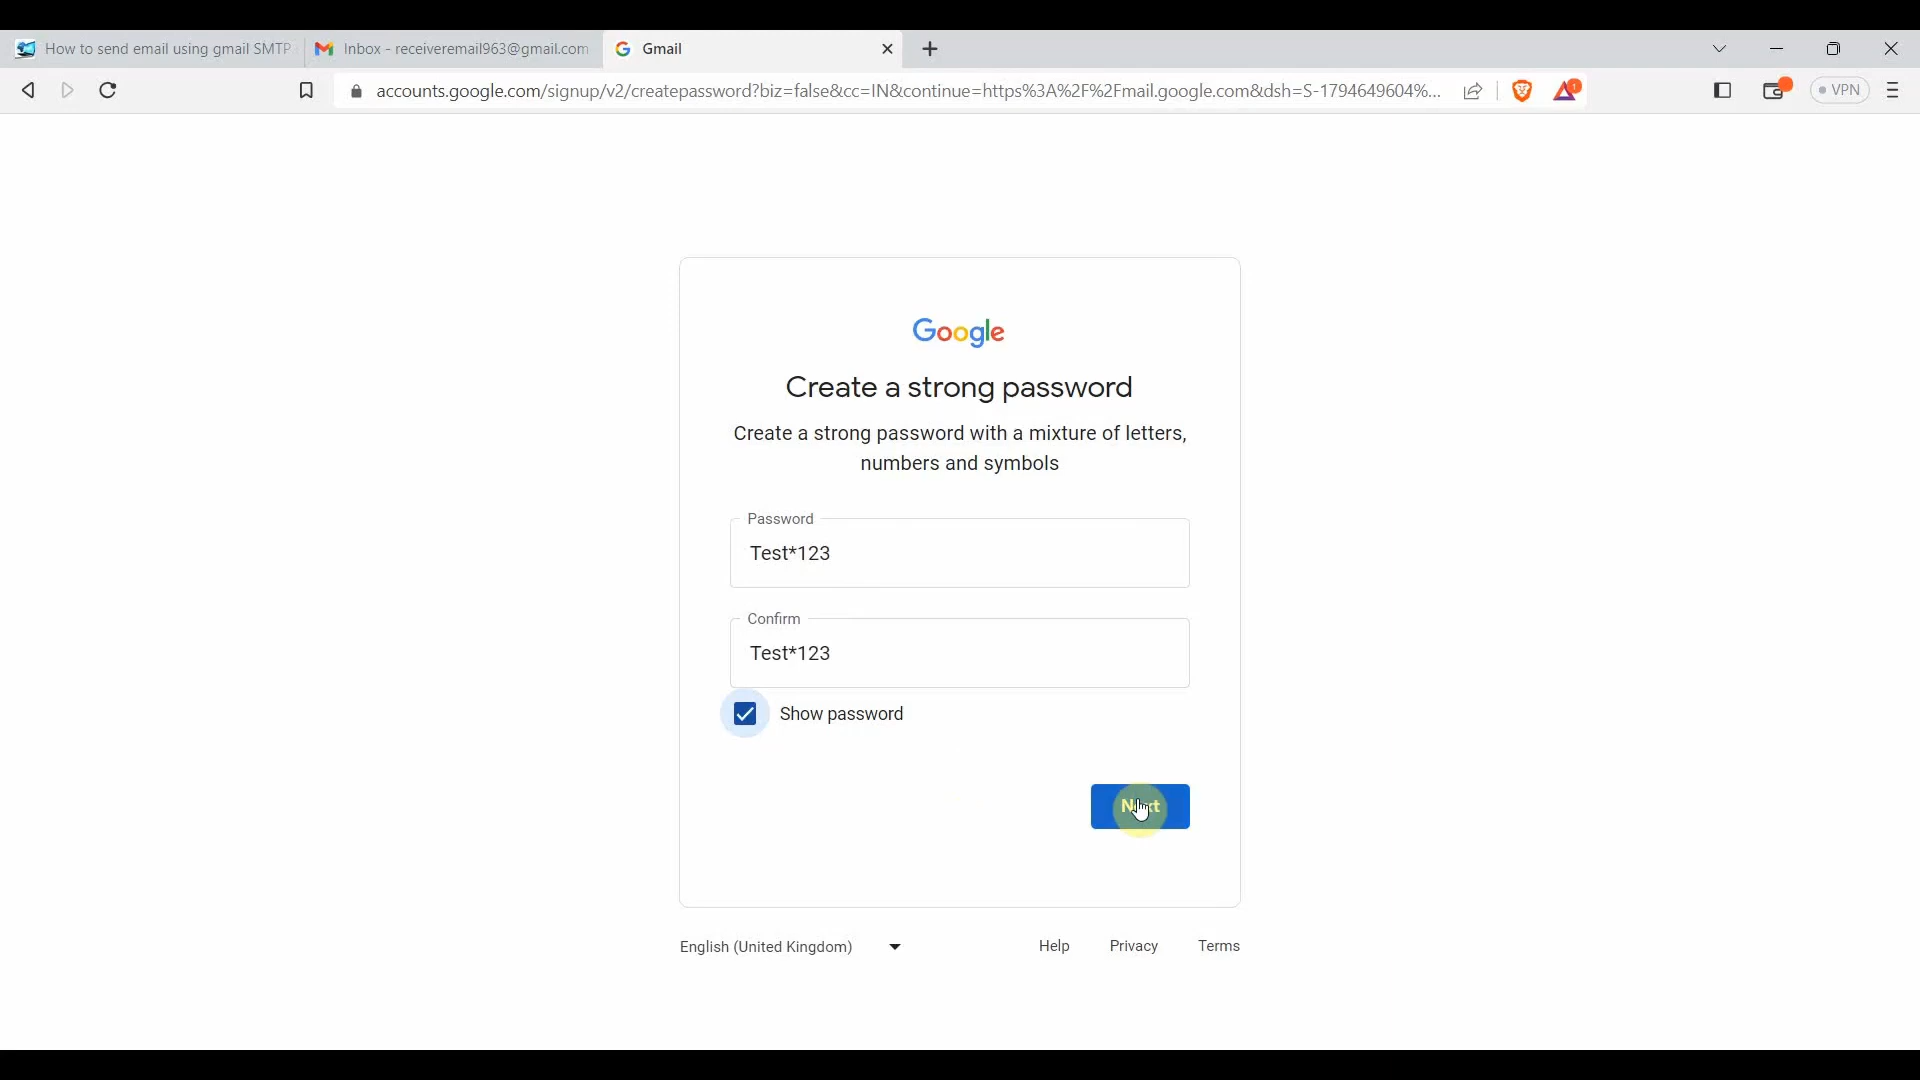 How to send email using gmail SMTP
Inbox - receiveremail963@gmail.com
Gmail
accounts.google.com/signup/v2/createpassword?biz=false&cc=IN&continue=https%3A%2F%2Fmail.google.com&dsh=S-1794649604%...
1
VPN
Google
Create a strong password
Create a strong password with a mixture of letters,
numbers and symbols
Password
Test*123
Confirm
Test*123
Show password
Next
English (United Kingdom)
Help Privacy Terms